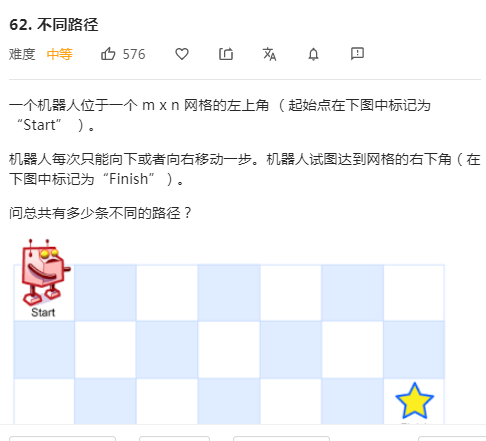 62. 不同路径
难度 中等 576
一个机器人位于一个 m x n 网格的左上角 （起始点在下图中标记为
“Start” ）。
机器人每次只能向下或者向右移动一步。机器人试图达到网格的右下角（在
下图中标记为“Finish” ）。
问总共有多少条不同的路径？
Start